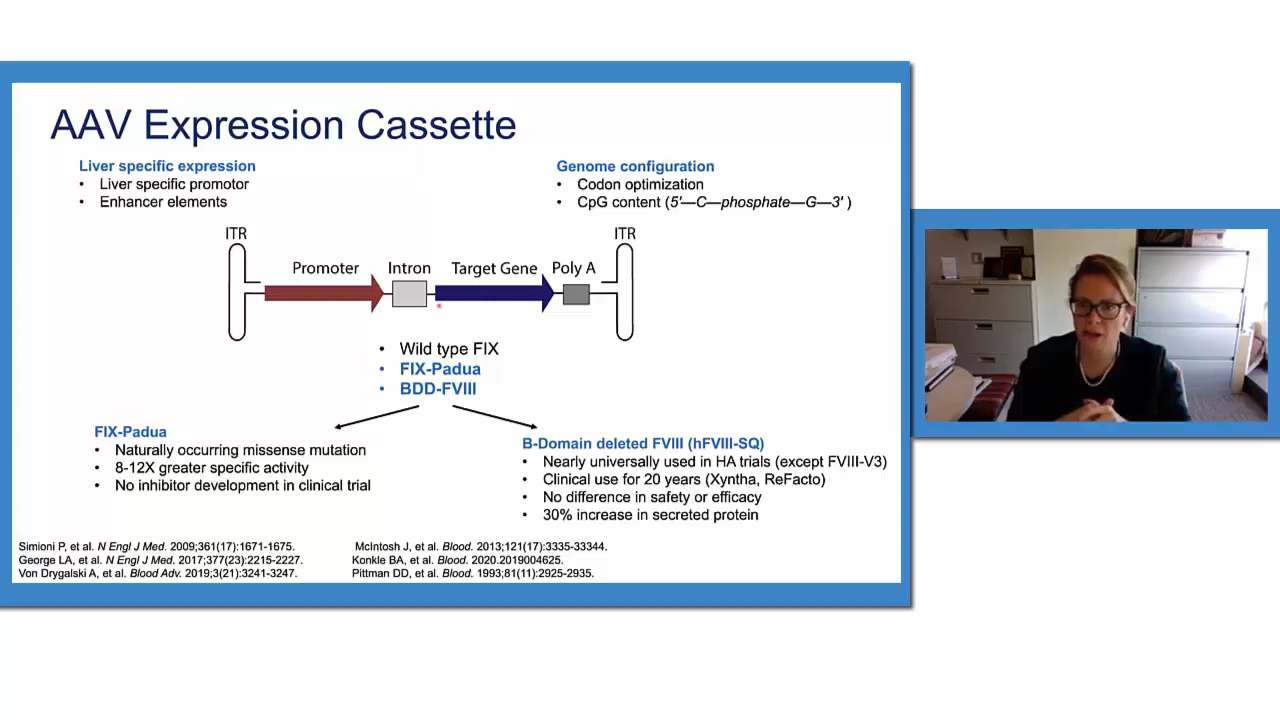 AAV Expression Cassette
Liver specific expression
• Liver specific promotor
• Enhancer elements
Genome configuration
• Codon optimization
• CpG content (5'—C—phosphate—G—3' )
ITR
ITR
Promoter
Intron
Target Gene
Poly A
• Wild type FIX
• FIX-Padua
• BDD-FVIII
FIX-Padua
• Naturally occurring missense mutation
• 8-12X greater specific activity
• No inhibitor development in clinical trial
B-Domain deleted FVIII (hFVIII-SQ)
• Nearly universally used in HA trials (except FVIII-V3)
• Clinical use for 20 years (Xyntha, ReFacto)
• No difference in safety or efficacy
• 30% increase in secreted protein
Simioni P, et al. N Engl J Med. 2009;361(17):1671-1675.
George LA, et al. N Engl J Med. 2017;377(23):2215-2227.
Von Drygalski A, et al. Blood Adv. 2019;3(21):3241-3247.
McIntosh J, et al. Blood. 2013;121(17):3335-33344.
Konkle BA, et al. Blood. 2020.2019004625.
Pittman DD, et al. Blood. 1993;81(11):2925-2935.